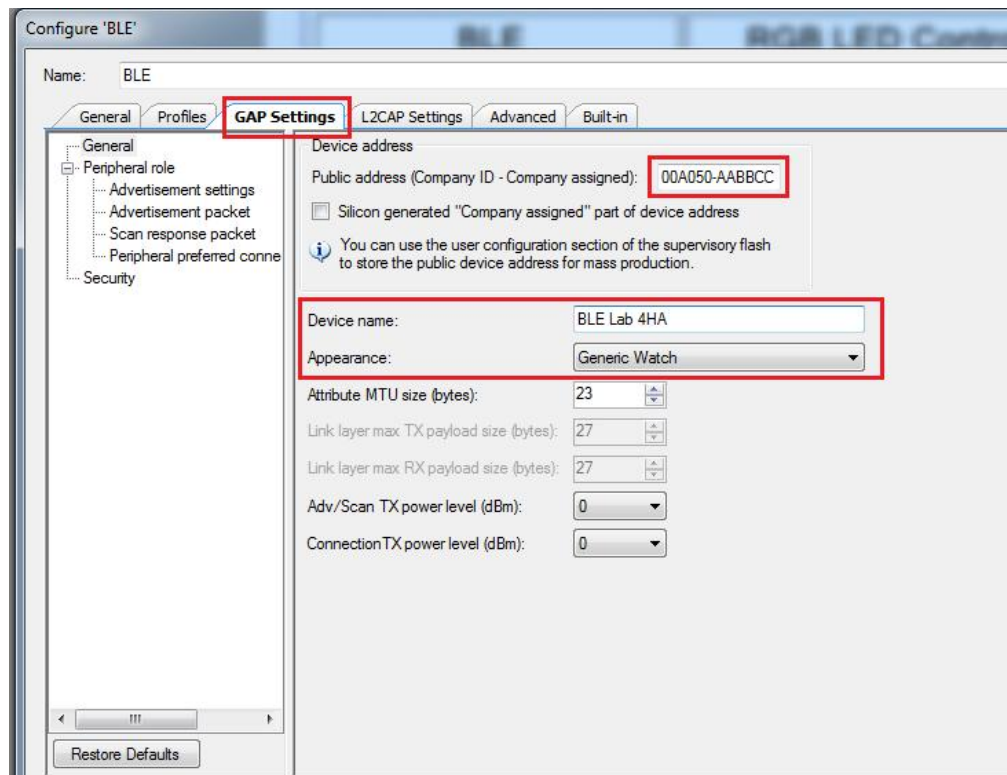 Configure 'BLE'
BLE
RGB LED Contro
Name: BLE
General Profiles GAP Settings L2CAP Settings Advanced Built-in
General
Peripheral role
Advertisement settings
Advertisement packet
Scan response packet
Peripheral preferred conne
Security
Restore Defaults
Device address
Public address (Company ID - Company assigned): 00A050-AABBCC
Silicon generated "Company assigned" part of device address
You can use the user configuration section of the supervisory flash
to store the public device address for mass production.
Device name: BLE Lab 4HA
Appearance: Generic Watch
Attribute MTU size (bytes): 23
Link layer max TX payload size (bytes): 27
Link layer max RX payload size (bytes): 27
Adv/Scan TX power level (dBm): 0
Connection TX power level (dBm): 0